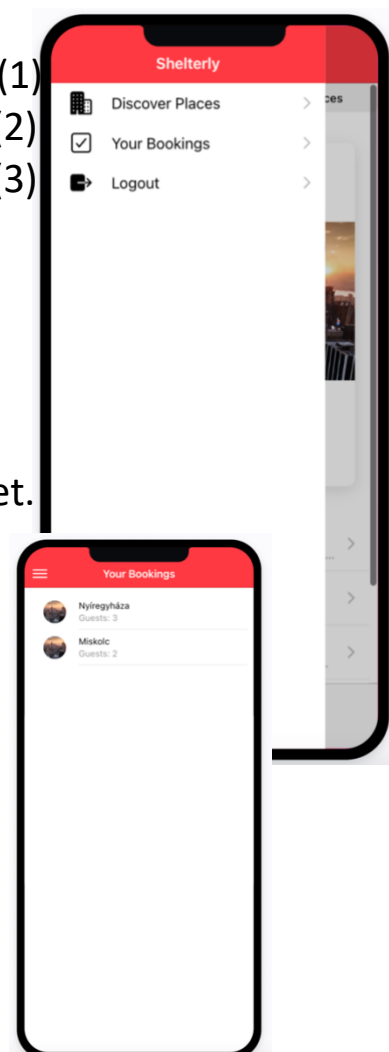 (1)
(2)
(3)
Shelterly
ces
Discover Places
Your Bookings
Logout
...
et.
Your Bookings
Nyíregyháza
Guests: 3
Miskolc
Guests: 2